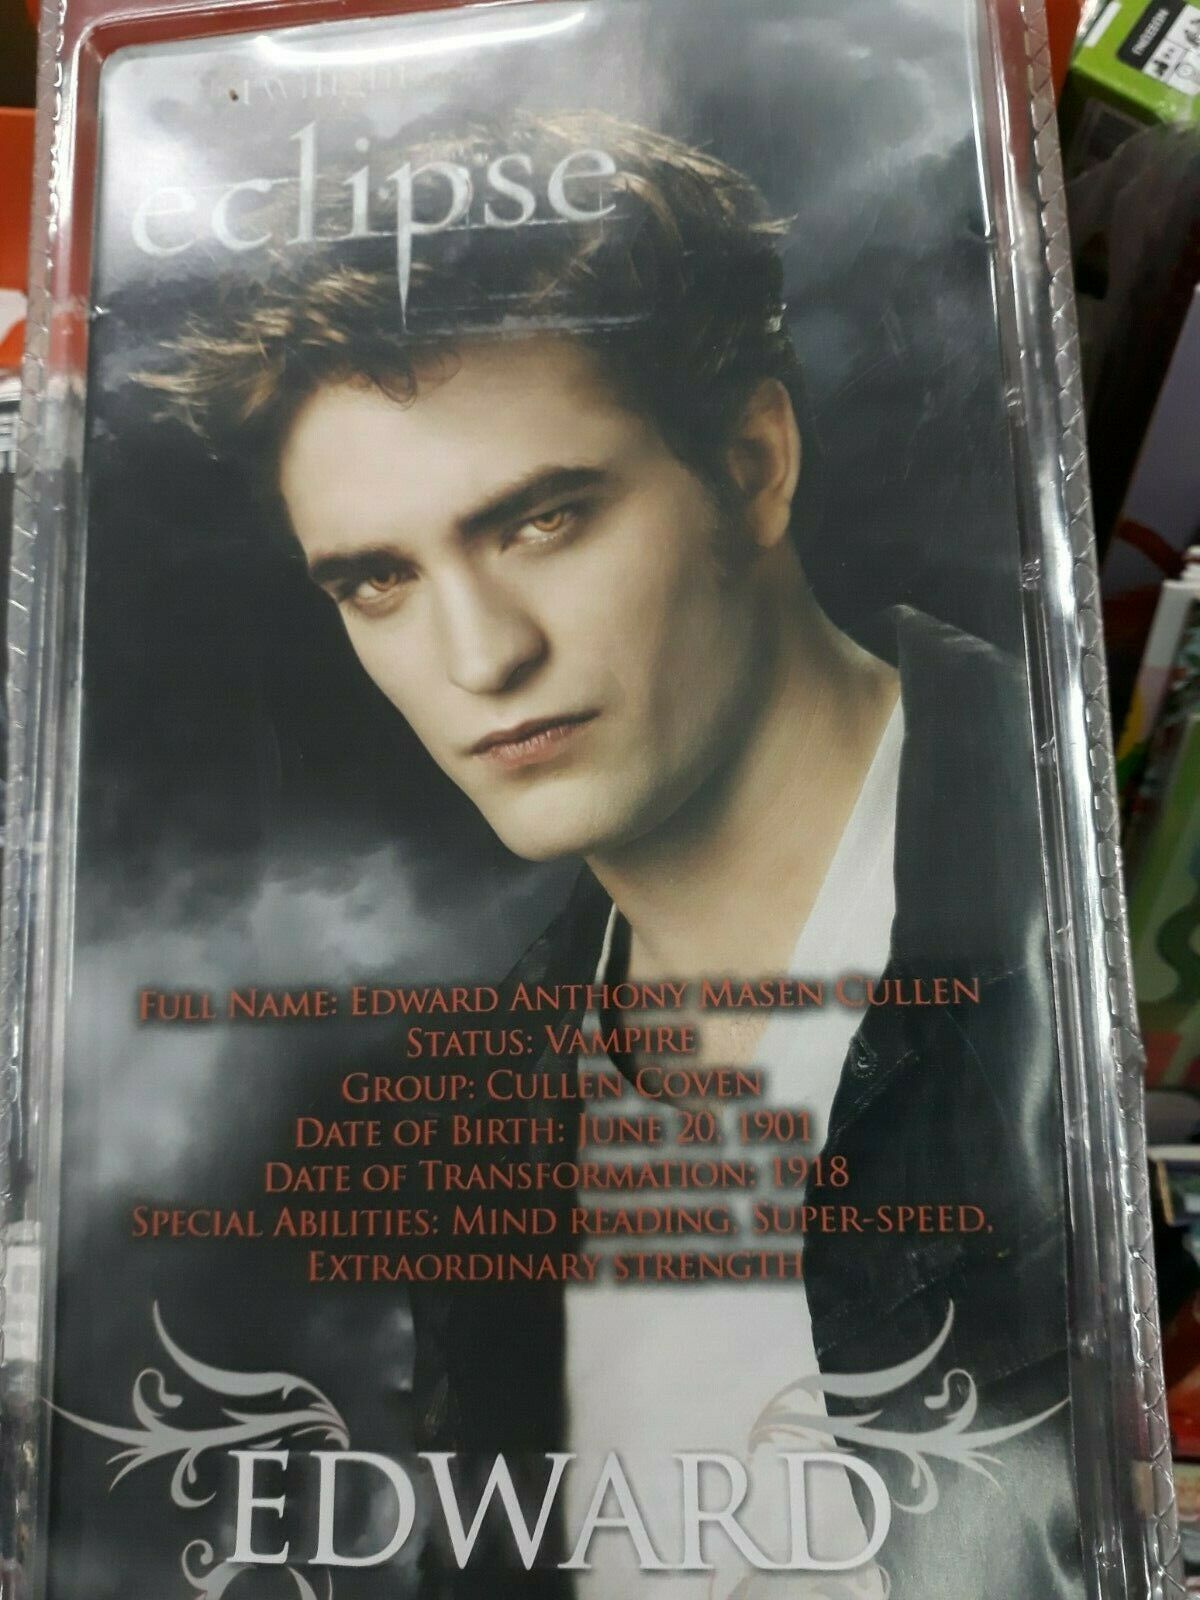 twilight
eclipse
FULL NAME: EDWARD ANTHONY MASEN CULLEN
STATUS: VAMPIRE
GROUP: CULLEN COVEN
DATE OF BIRTH: JUNE 20, 1901
DATE OF TRANSFORMATION: 1918
SPECIAL ABILITIES: MIND READING, SUPER-SPEED,
EXTRAORDINARY STRENGTH
EDWARD